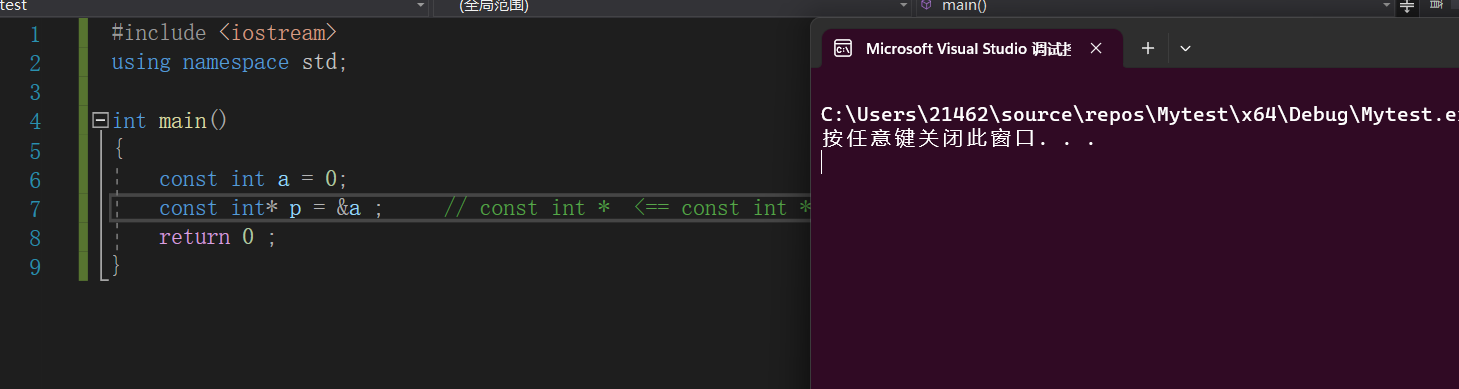 test
(全局范围)
main()
1 #include <iostream>
2 using namespace std;
3
4 int main()
5 {
6 const int a = 0;
7 const int* p = &a ; // const int * <== const int *
8 return 0 ;
9 }
Microsoft Visual Studio 调试
C:\Users\21462\source\repos\Mytest\x64\Debug\Mytest.ex
按任意键关闭此窗口. . .